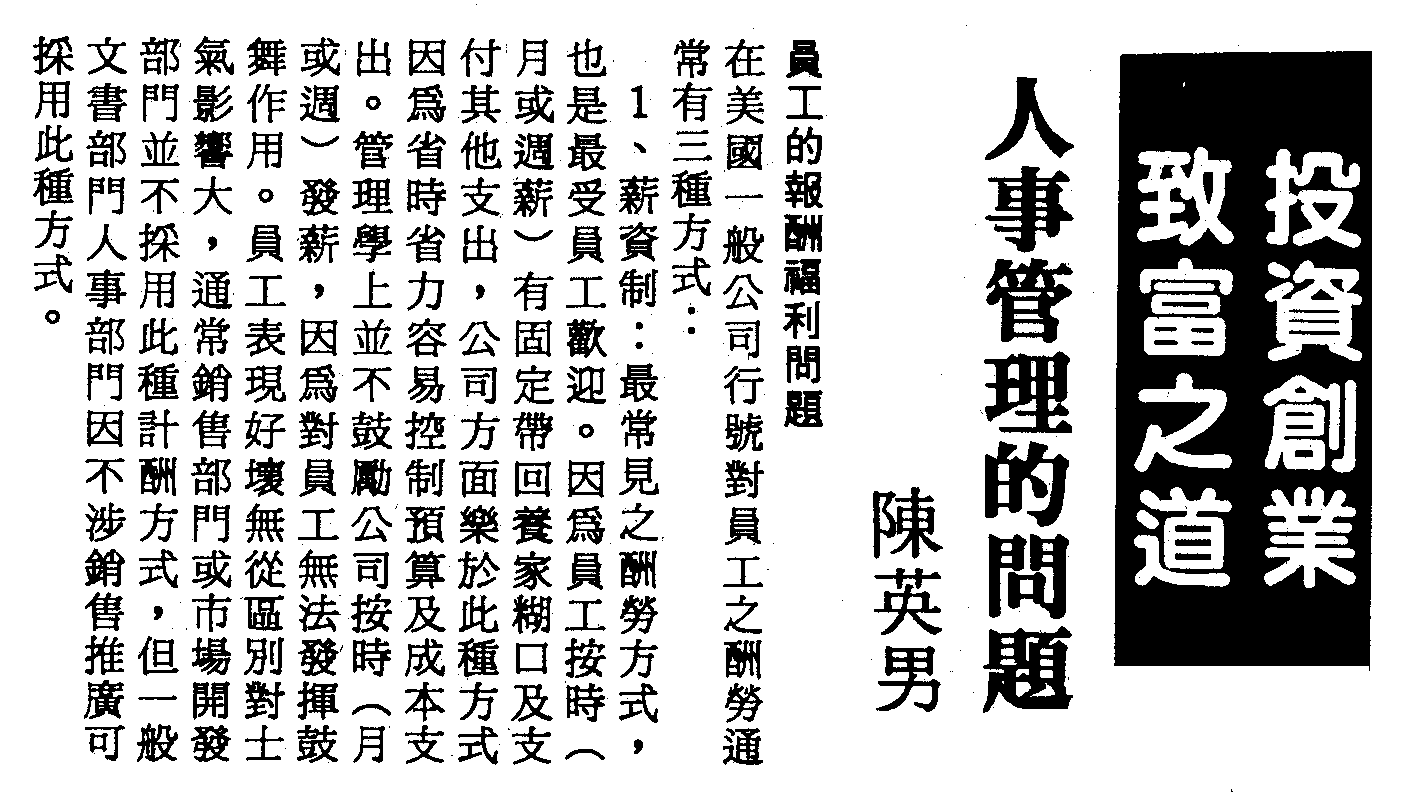 投資創業
致富之道
人事管理的問題
陳英男
員工的報酬福利問題
在美國一般公司行號對員工之酬勞通
常有三種方式：
1、薪資制：最常見之酬勞方式，
也是最受員工歡迎。因為員工按時（
月或週薪）有固定帶回養家糊口及支
付其他支出，公司方面樂於此種方式
因為省時省力容易控制預算及成本支
出。管理學上並不鼓勵公司按時（月
或週）發薪，因為對員工無法發揮鼓
舞作用。員工表現好壞無從區別對士
氣影響大，通常銷售部門或市場開發
部門並不採用此種計酬方式，但一般
文書部門人事部門因不涉銷售推廣可
採用此種方式。